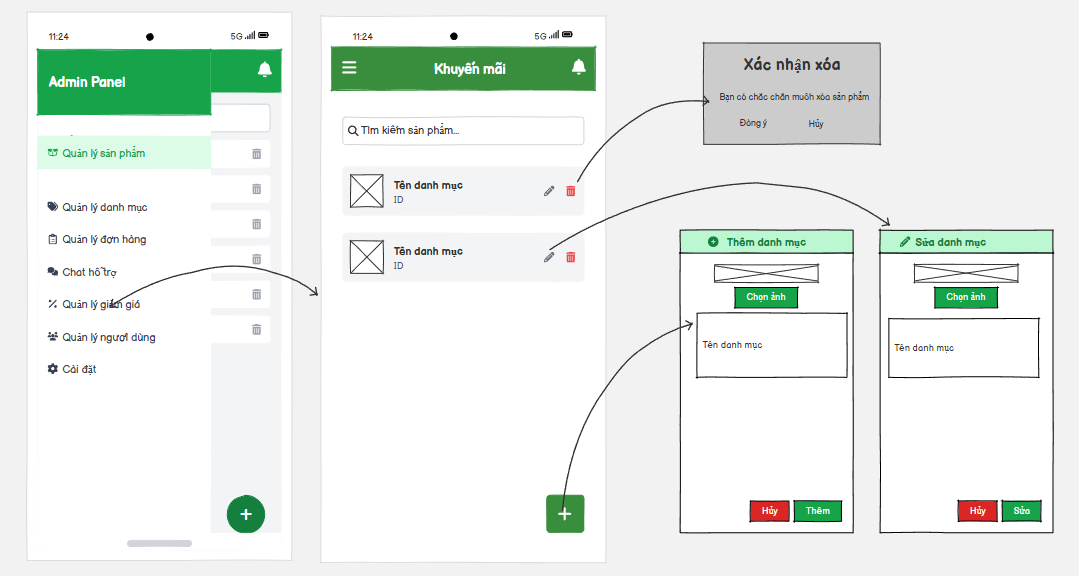 11:24
5G
Admin Panel
Quản lý sản phẩm
Quản lý danh mục
Quản lý đơn hàng
Chat hỗ trợ
Quản lý giảm giá
Quản lý người dùng
Cài đặt
+
11:24
5G
Khuyến mãi
Tìm kiếm sản phẩm...
Tên danh mục
ID
Tên danh mục
ID
+
Xác nhận xóa
Bạn có chắc chắn muốn xóa sản phẩm
Đồng ý
Hủy
Thêm danh mục
Chọn ảnh
Tên danh mục
Hủy
Thêm
Sửa danh mục
Chọn ảnh
Tên danh mục
Hủy
Sửa